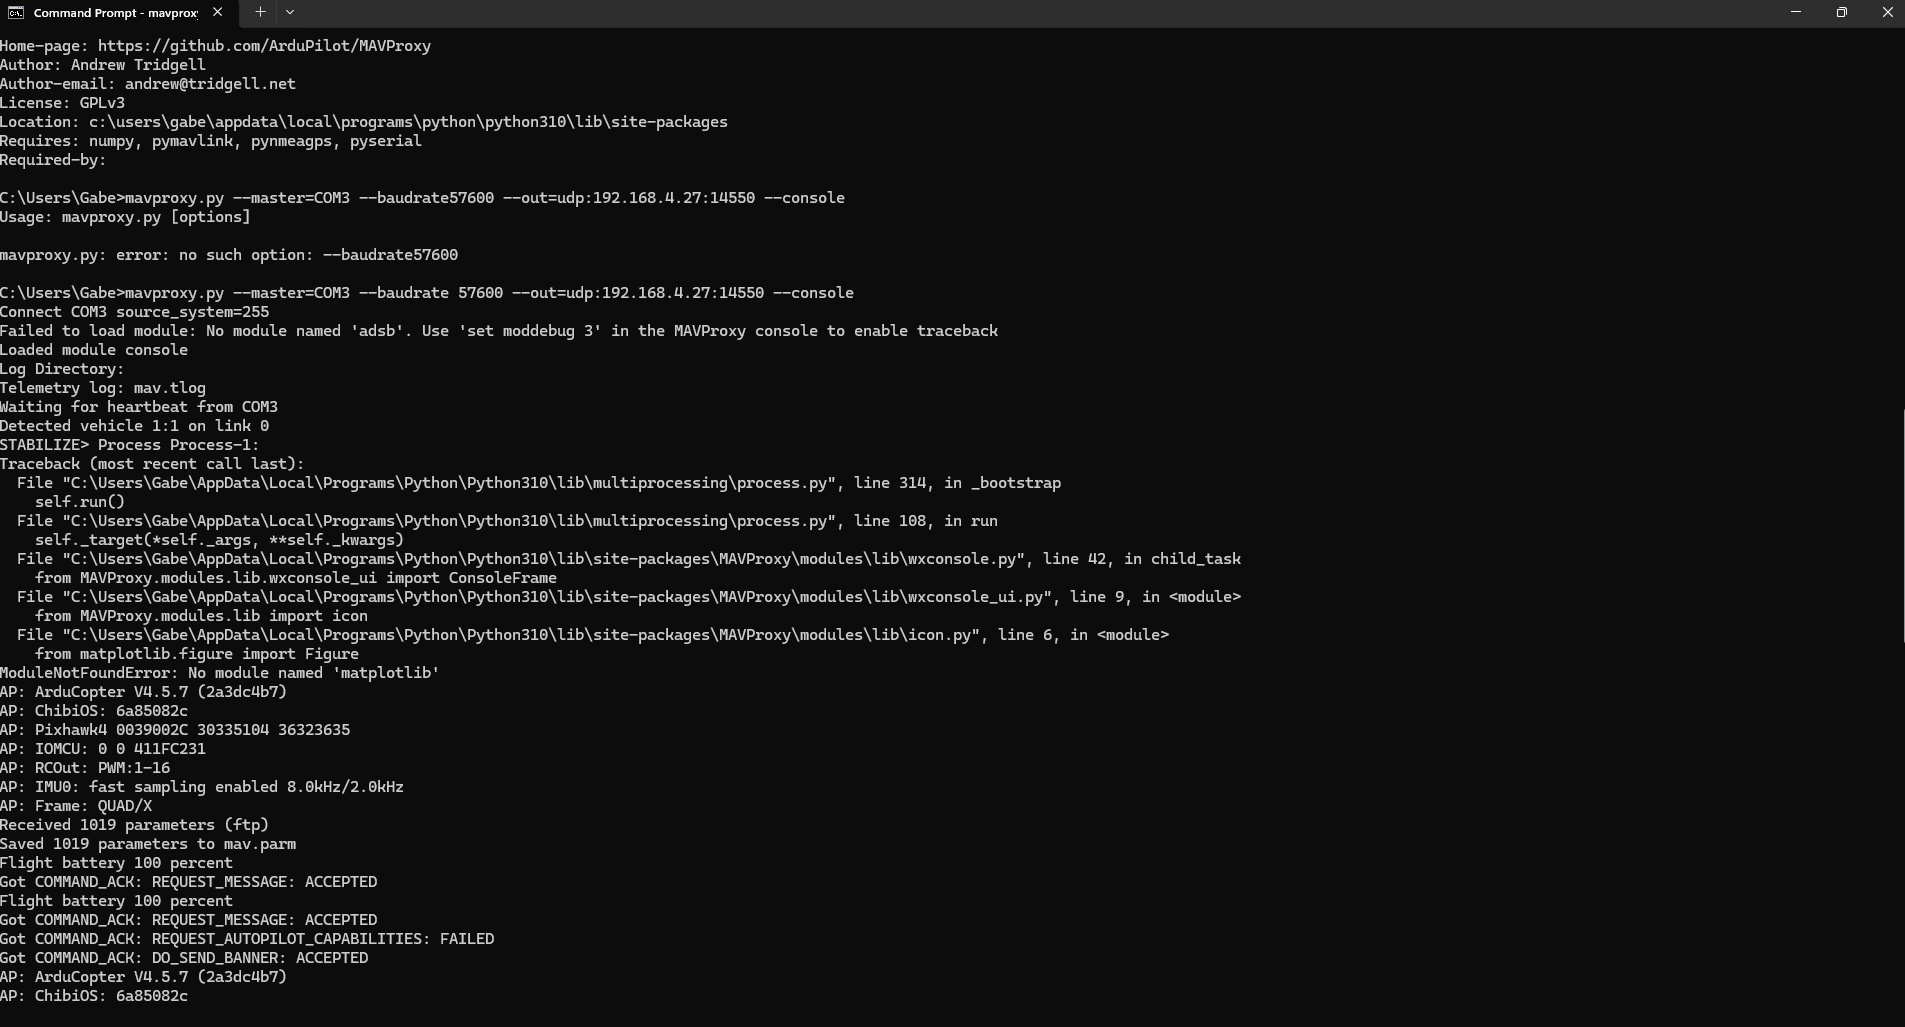 Command Prompt - mavproxy
Home-page: https://github.com/ArduPilot/MAVProxy
Author: Andrew Tridgell
Author-email: andrew@tridgell.net
License: GPLv3
Location: c:\users\gabe\appdata\local\programs\python\python310\lib\site-packages
Requires: numpy, pymavlink, pynmeagps, pyserial
Required-by:
C:\Users\Gabe>mavproxy.py --master=COM3 --baudrate57600 --out=udp:192.168.4.27:14550 --console
Usage: mavproxy.py [options]
mavproxy.py: error: no such option: --baudrate57600
C:\Users\Gabe>mavproxy.py --master=COM3 --baudrate 57600 --out=udp:192.168.4.27:14550 --console
Connect COM3 source_system=255
Failed to load module: No module named 'adsb'. Use 'set moddebug 3' in the MAVProxy console to enable traceback
Loaded module console
Log Directory:
Telemetry log: mav.tlog
Waiting for heartbeat from COM3
Detected vehicle 1:1 on link 0
STABILIZE> Process Process-1:
Traceback (most recent call last):
  File "C:\Users\Gabe\AppData\Local\Programs\Python\Python310\lib\multiprocessing\process.py", line 314, in _bootstrap
    self.run()
  File "C:\Users\Gabe\AppData\Local\Programs\Python\Python310\lib\multiprocessing\process.py", line 108, in run
    self._target(*self._args, **self._kwargs)
  File "C:\Users\Gabe\AppData\Local\Programs\Python\Python310\lib\site-packages\MAVProxy\modules\lib\wxconsole.py", line 42, in child_task
    from MAVProxy.modules.lib.wxconsole_ui import ConsoleFrame
  File "C:\Users\Gabe\AppData\Local\Programs\Python\Python310\lib\site-packages\MAVProxy\modules\lib\wxconsole_ui.py", line 9, in <module>
    from MAVProxy.modules.lib import icon
  File "C:\Users\Gabe\AppData\Local\Programs\Python\Python310\lib\site-packages\MAVProxy\modules\lib\icon.py", line 6, in <module>
    from matplotlib.figure import Figure
ModuleNotFoundError: No module named 'matplotlib'
AP: ArduCopter V4.5.7 (2a3dc4b7)
AP: ChibiOS: 6a85082c
AP: Pixhawk4 0039002C 30335104 36323635
AP: IOMCU: 0 0 411FC231
AP: RCOut: PWM:1-16
AP: IMU0: fast sampling enabled 8.0kHz/2.0kHz
AP: Frame: QUAD/X
Received 1019 parameters (ftp)
Saved 1019 parameters to mav.parm
Flight battery 100 percent
Got COMMAND_ACK: REQUEST_MESSAGE: ACCEPTED
Flight battery 100 percent
Got COMMAND_ACK: REQUEST_MESSAGE: ACCEPTED
Got COMMAND_ACK: REQUEST_AUTOPILOT_CAPABILITIES: FAILED
Got COMMAND_ACK: DO_SEND_BANNER: ACCEPTED
AP: ArduCopter V4.5.7 (2a3dc4b7)
AP: ChibiOS: 6a85082c